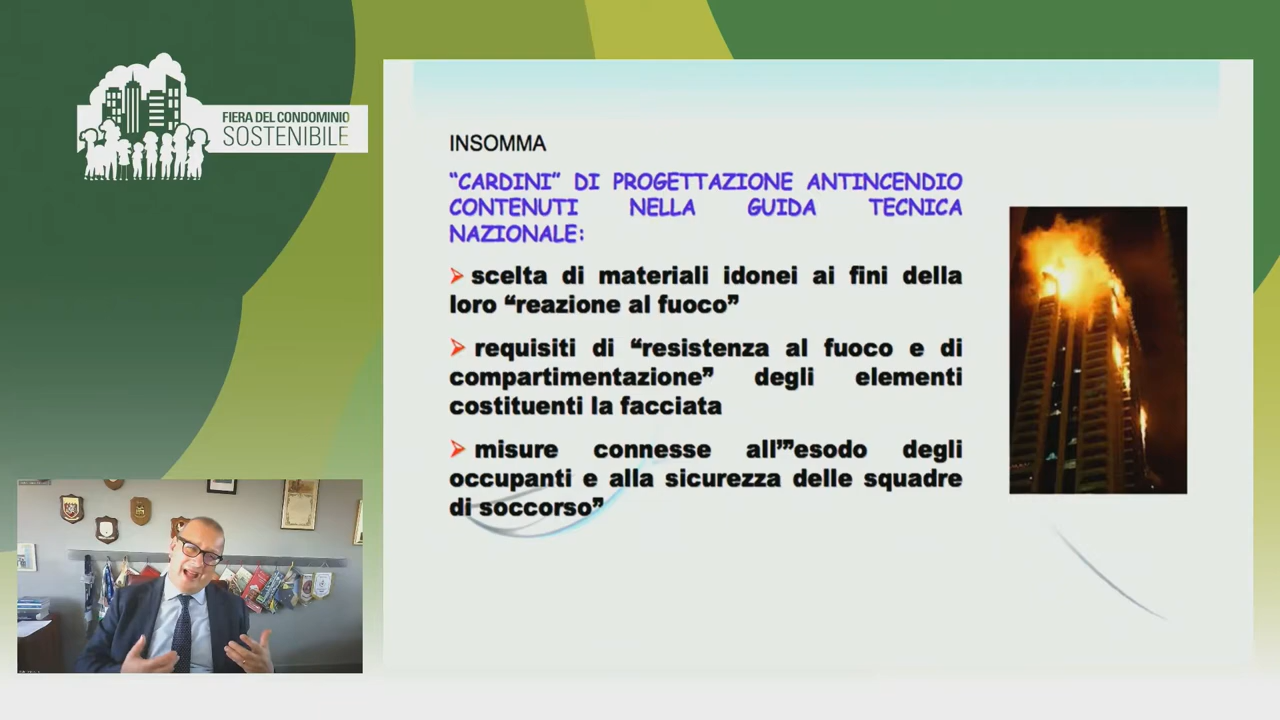 FIERA DEL CONDOMINIO
SOSTENIBILE
INSOMMA
“CARDINI” DI PROGETTAZIONE ANTINCENDIO
CONTENUTI NELLA GUIDA TECNICA
NAZIONALE:
scelta di materiali idonei ai fini della
loro “reazione al fuoco”
requisiti di “resistenza al fuoco e di
compartimentazione” degli elementi
costituenti la facciata
misure connesse all’”esodo degli
occupanti e alla sicurezza delle squadre
di soccorso”